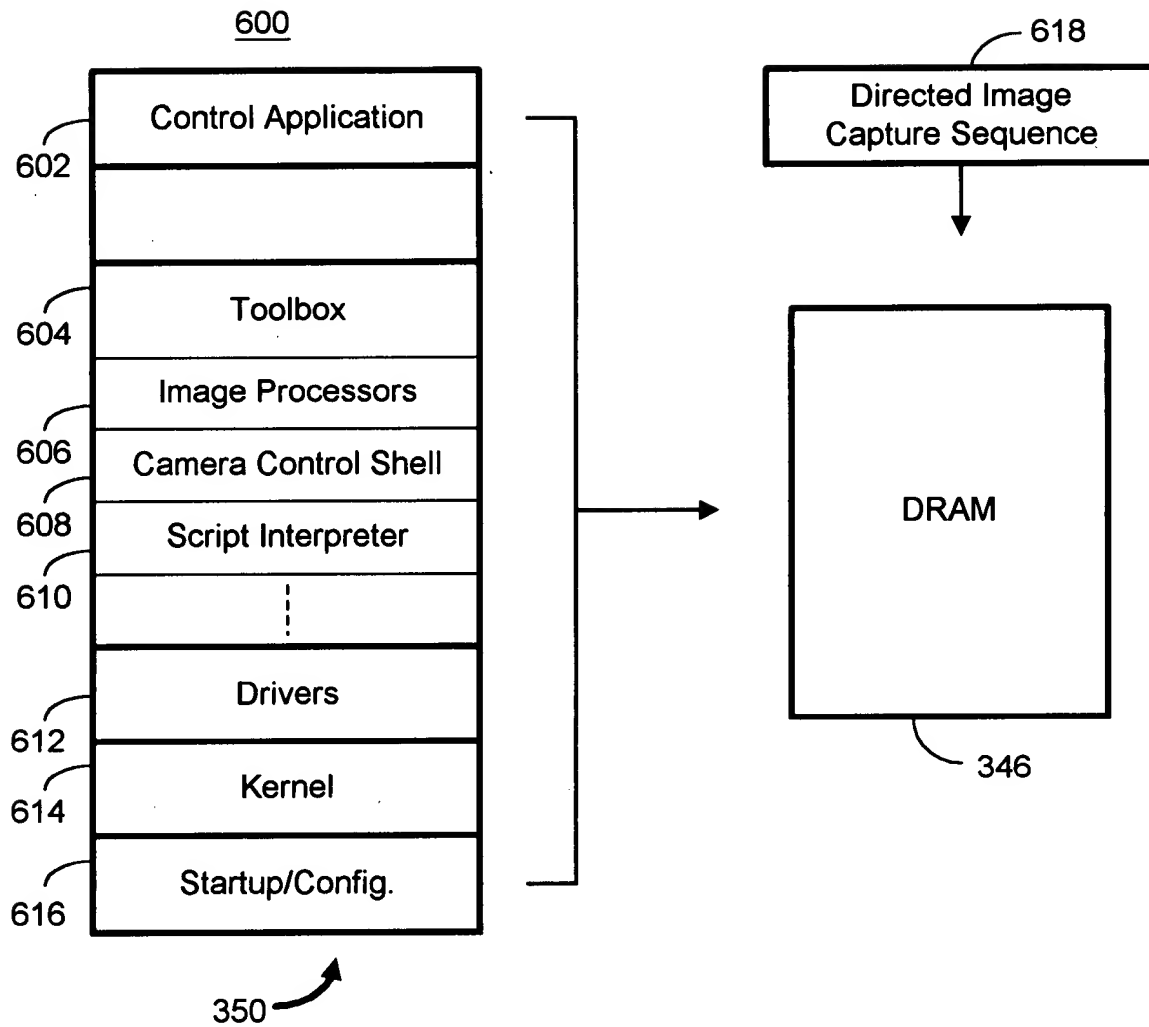 600
Control Application
602
Toolbox
604
Image Processors
606
Camera Control Shell
608
Script Interpreter
610
Drivers
612
Kernel
614
Startup/Config.
616
350
618
Directed Image
Capture Sequence
DRAM
346